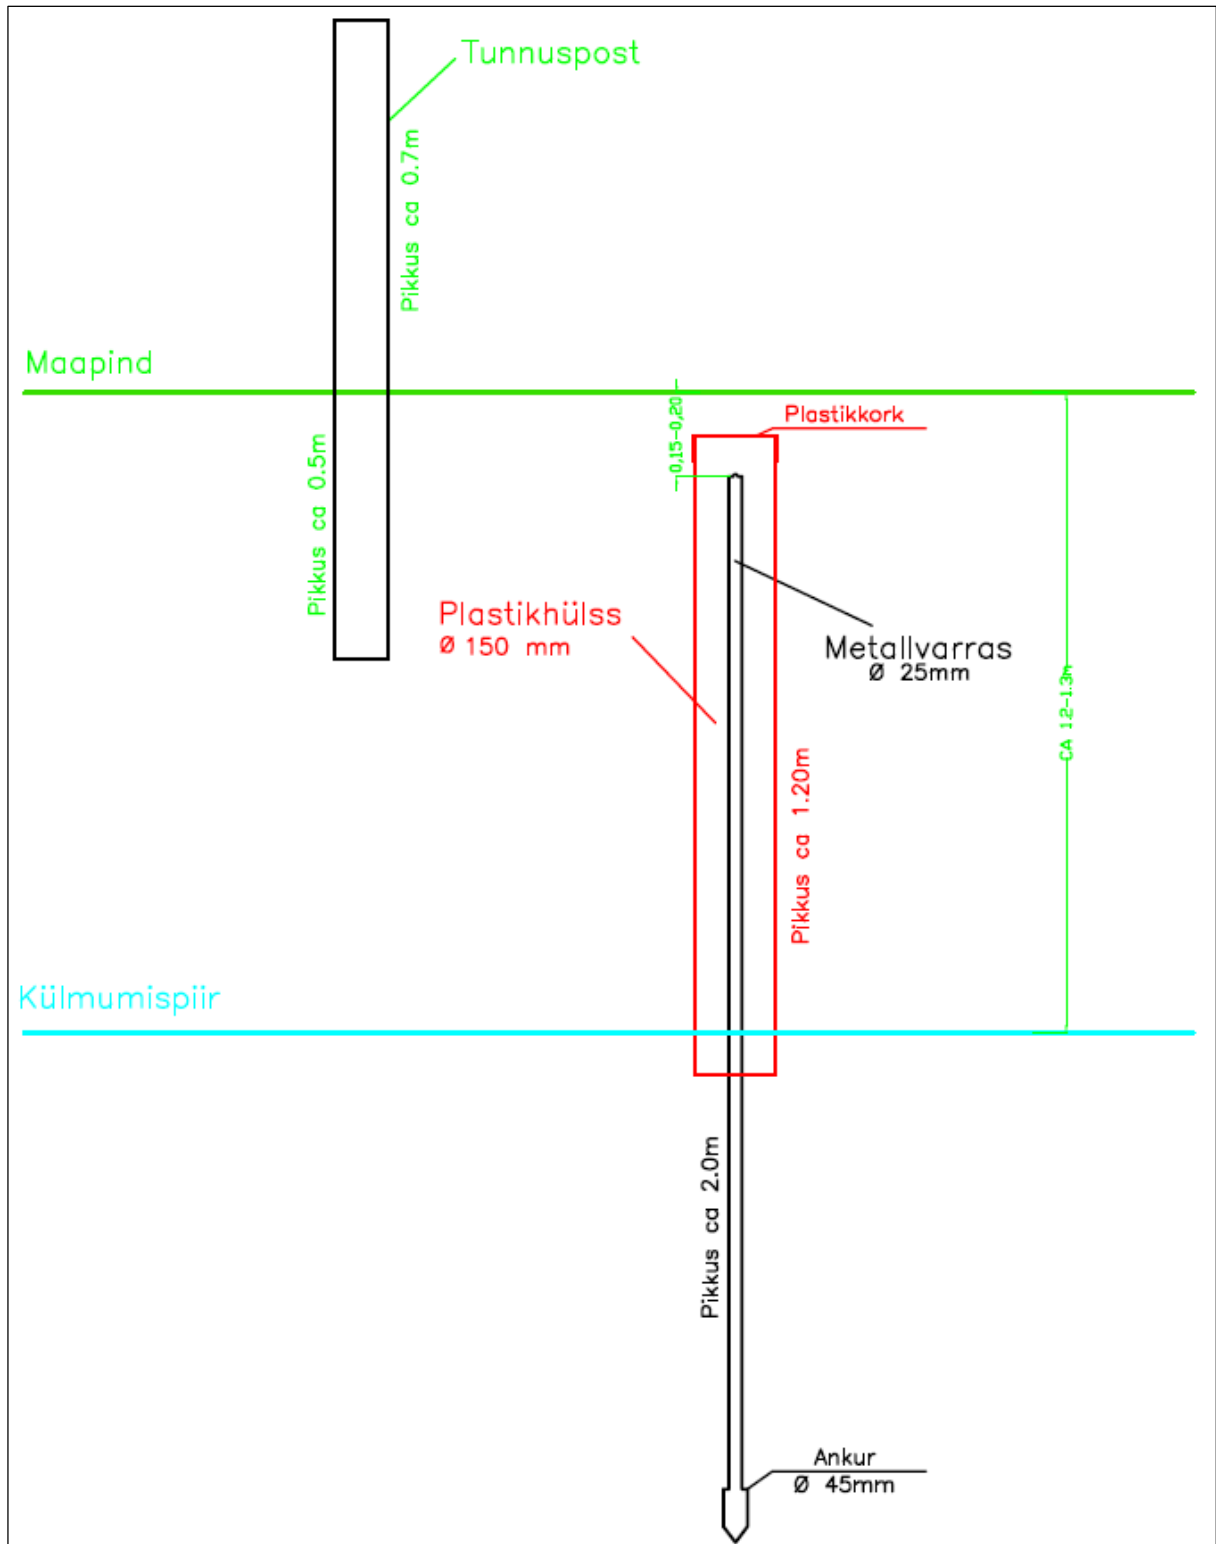 Tunnuspost
Pikkus ca 0.7m
Maapind
0,15-0,20
Plastikkork
Pikkus ca 0.5m
Plastikhülss
Ø 150 mm
Metallvarras
Ø 25mm
CA 1.2-1.3m
Pikkus ca 1.20m
Külmumispiir
Pikkus ca 2.0m
Ankur
Ø 45mm